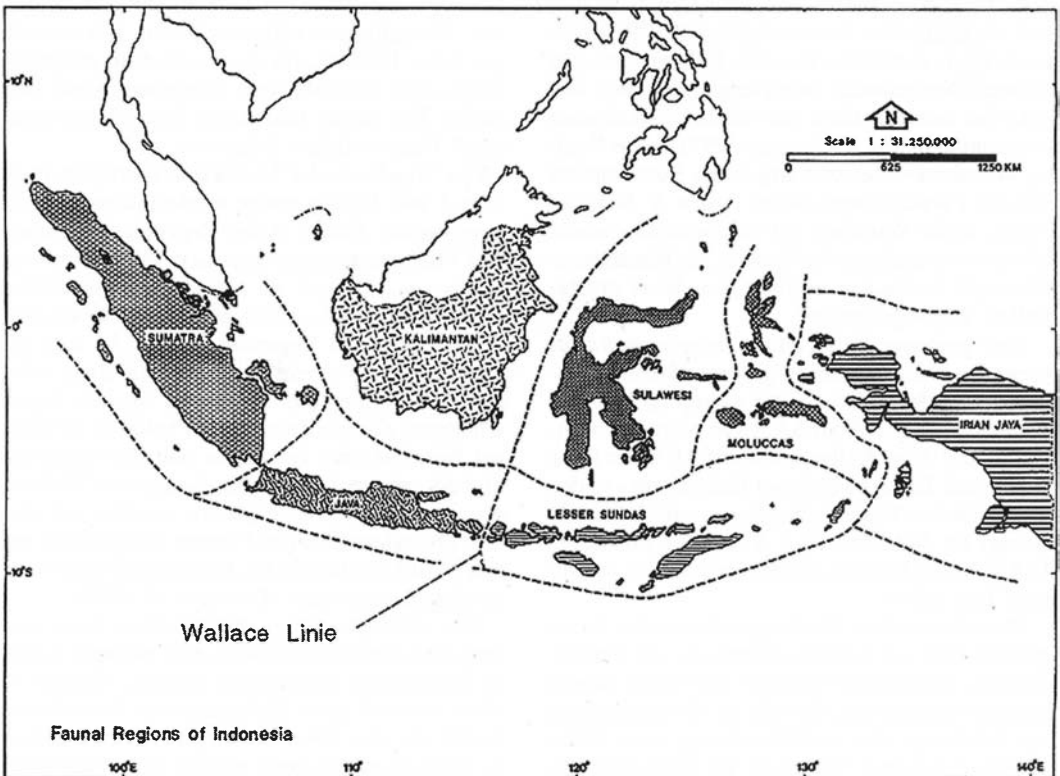 10°N
N
Scale 1 : 31.250.000
0 625 1250 KM
0°
SUMATRA
KALIMANTAN
SULAWESI
MOLUCCAS
IRIAN JAYA
JAVA
LESSER SUNDAS
10°S
Wallace Linie
Faunal Regions of Indonesia
100°E 110° 120° 130° 140°E